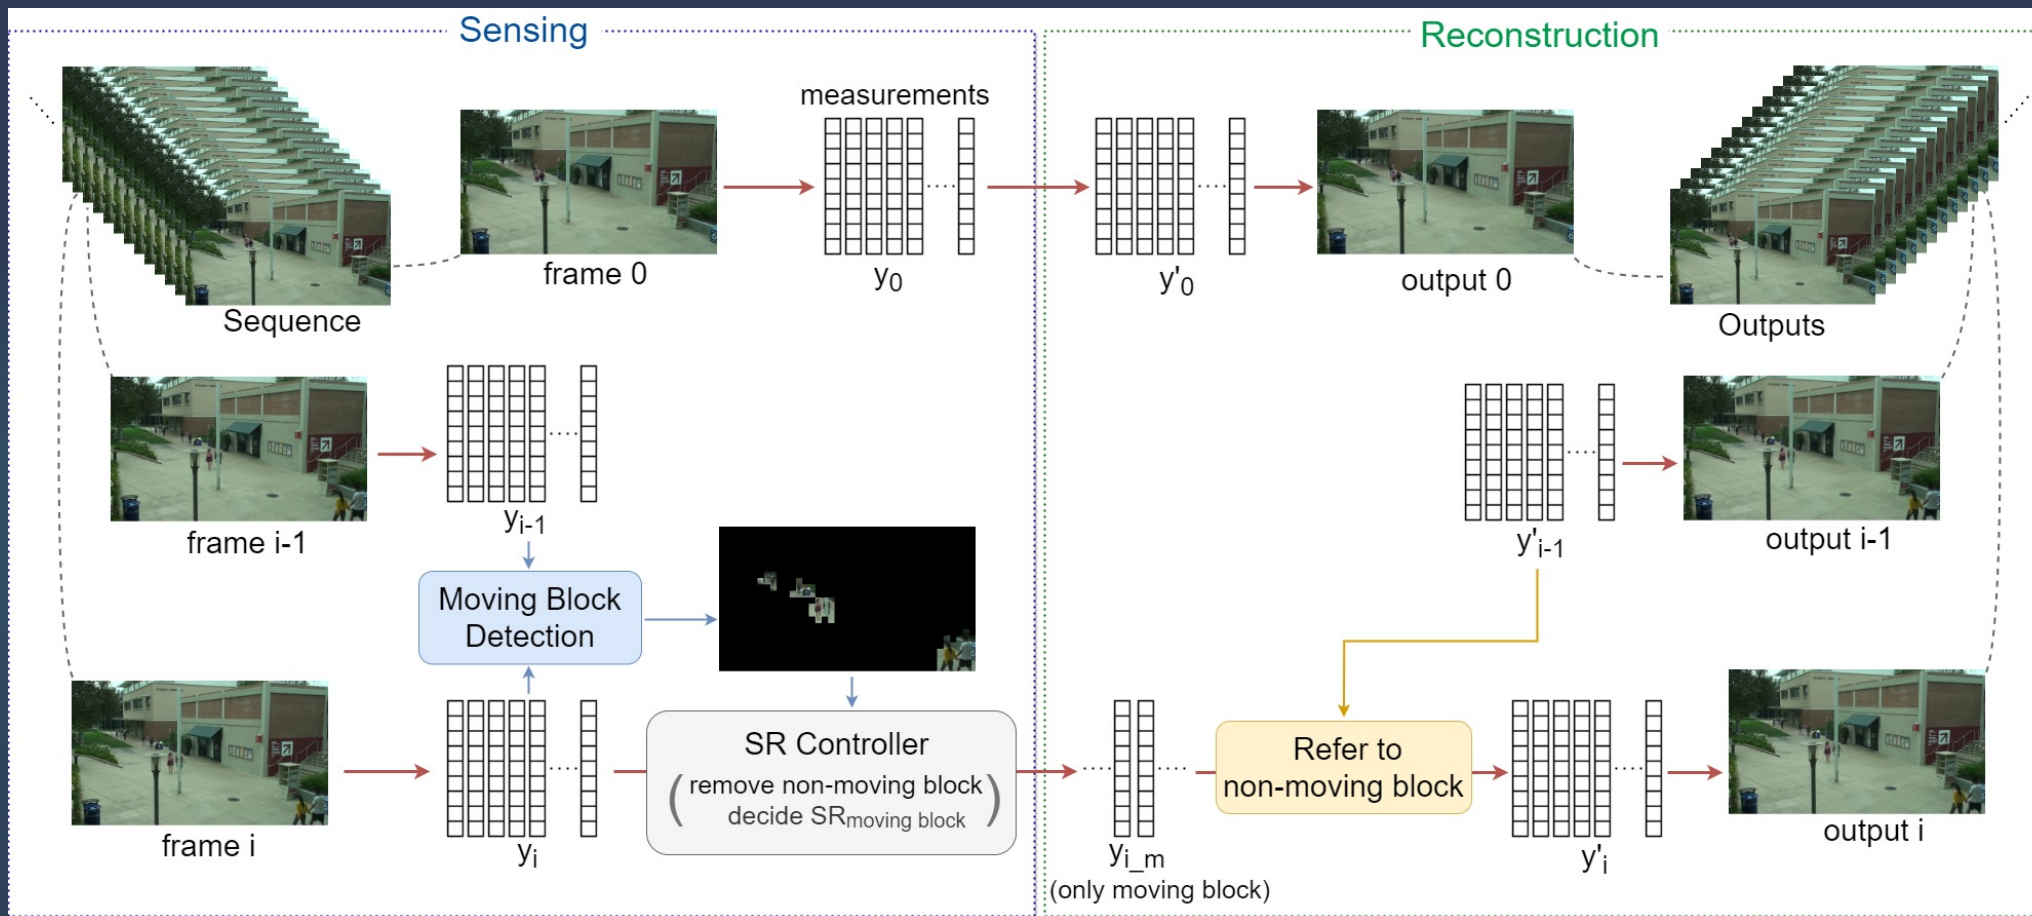 Sensing
Reconstruction
measurements
Sequence
frame 0
y0
y'0
output 0
Outputs
frame i-1
yi-1
y'i-1
output i-1
Moving Block
Detection
SR Controller
(remove non-moving block
decide SRmoving block)
Refer to
non-moving block
frame i
yi
yi_m
(only moving block)
y'i
output i